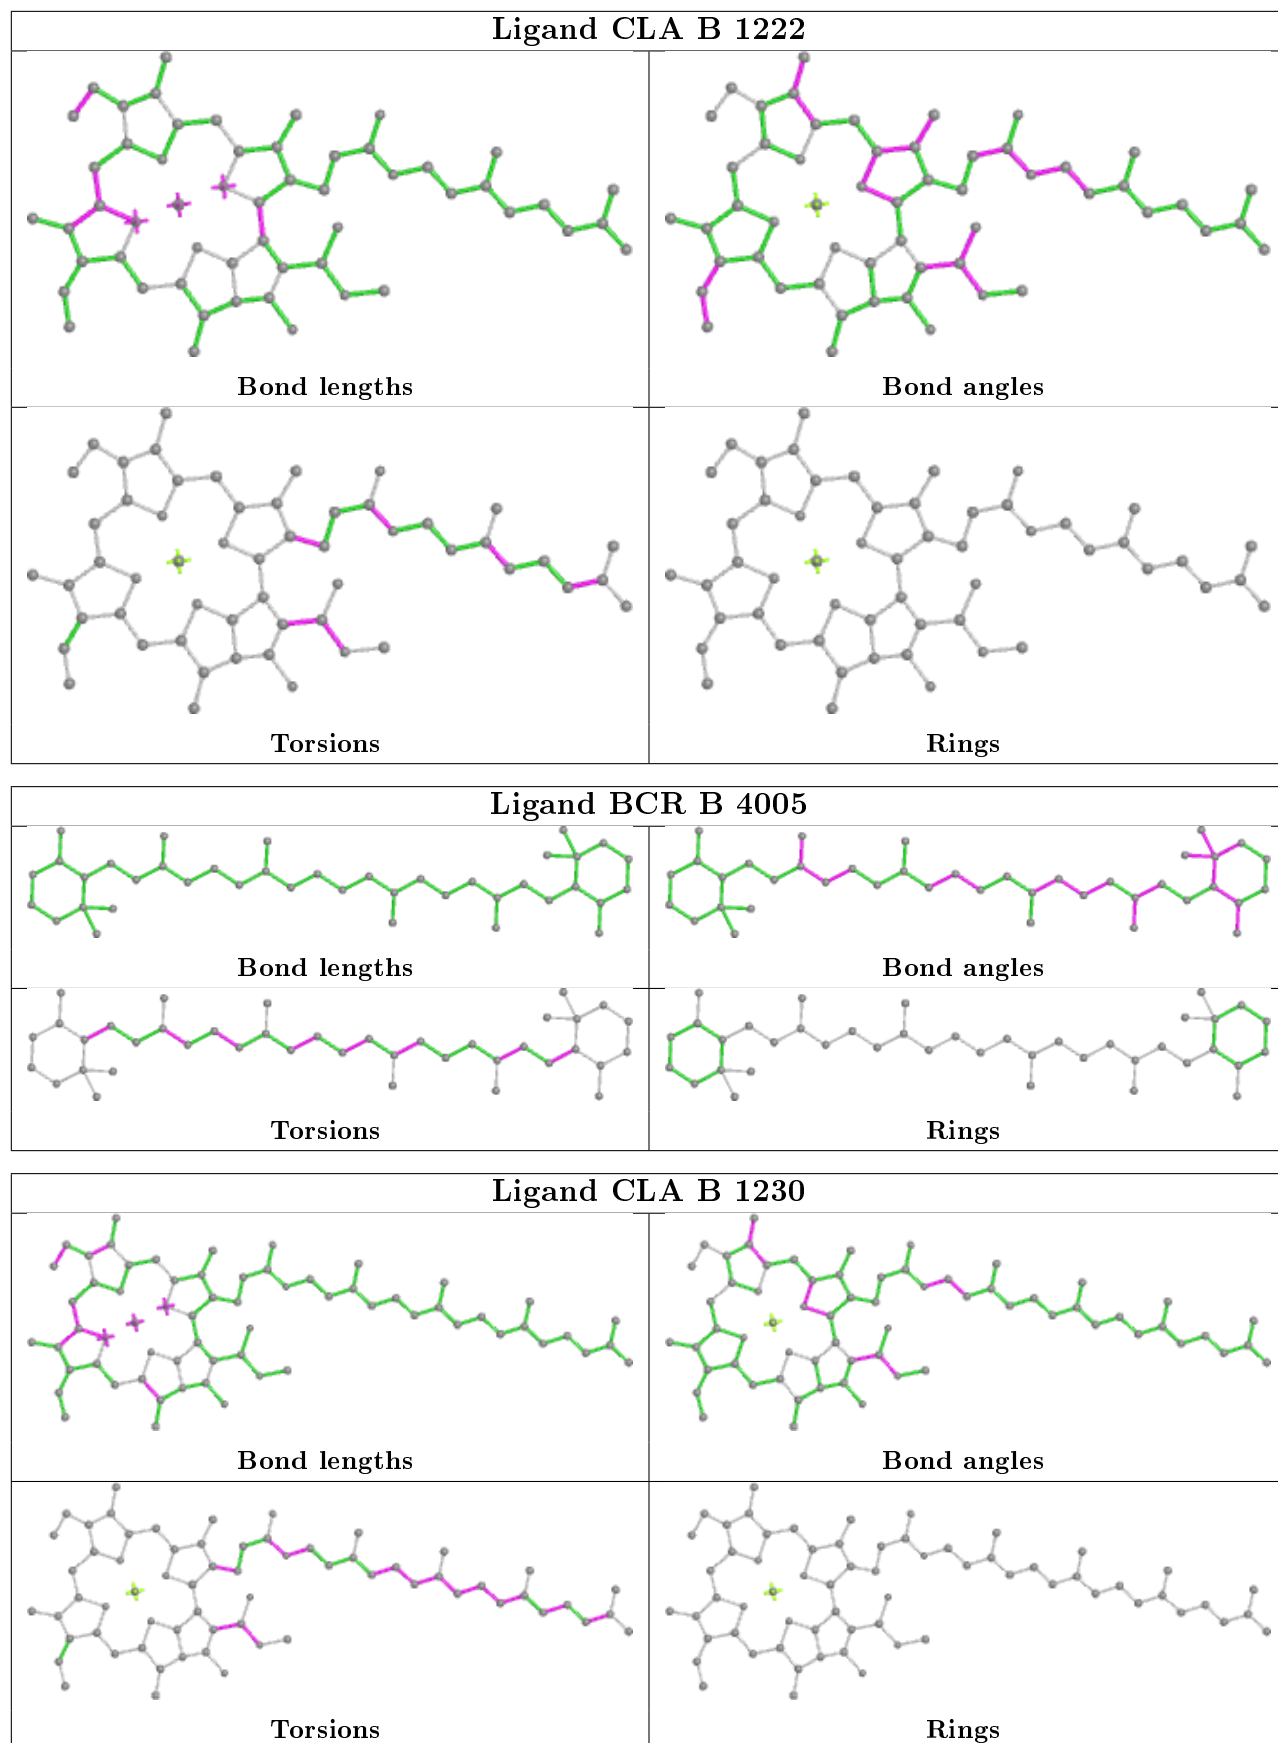 Ligand CLA B 1222
Bond lengths
Bond angles
Torsions
Rings
Ligand BCR B 4005
Bond lengths
Bond angles
Torsions
Rings
Ligand CLA B 1230
Bond lengths
Bond angles
Torsions
Rings